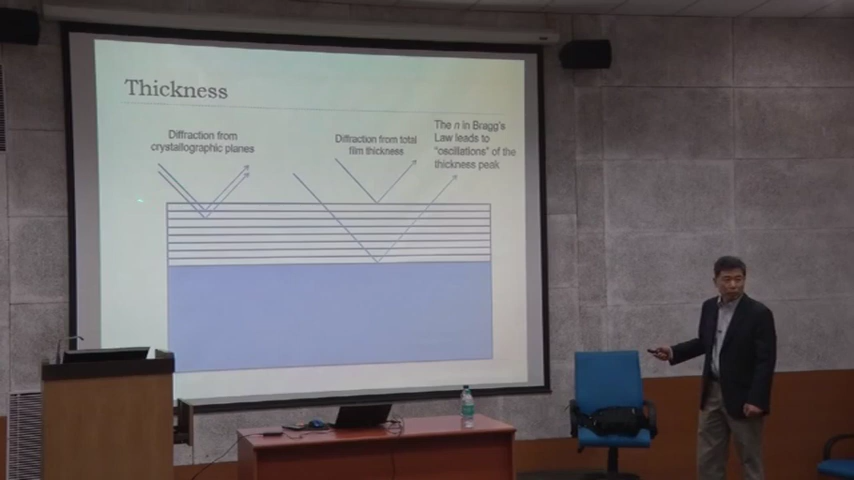 Thickness
Diffraction from
crystallographic planes
Diffraction from total
film thickness
The n in Bragg's
Law leads to
"oscillations" of the
thickness peak